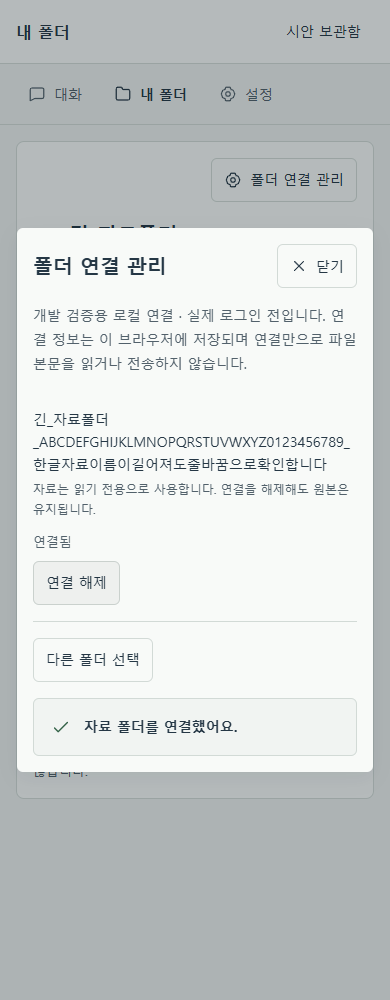 내 폴더
시안 보관함
대화
내 폴더
설정
폴더 연결 관리
폴더 연결 관리
닫기
개발 검증용 로컬 연결 · 실제 로그인 전입니다. 연
결 정보는 이 브라우저에 저장되며 연결만으로 파일
본문을 읽거나 전송하지 않습니다.
긴_자료폴더
_ABCDEFGHIJKLMNOPQRSTUVWXYZ0123456789_
한글자료이름이길어져도줄바꿈으로확인합니다
자료는 읽기 전용으로 사용합니다. 연결을 해제해도 원본은
유지됩니다.
연결됨
연결 해제
다른 폴더 선택
자료 폴더를 연결했어요.